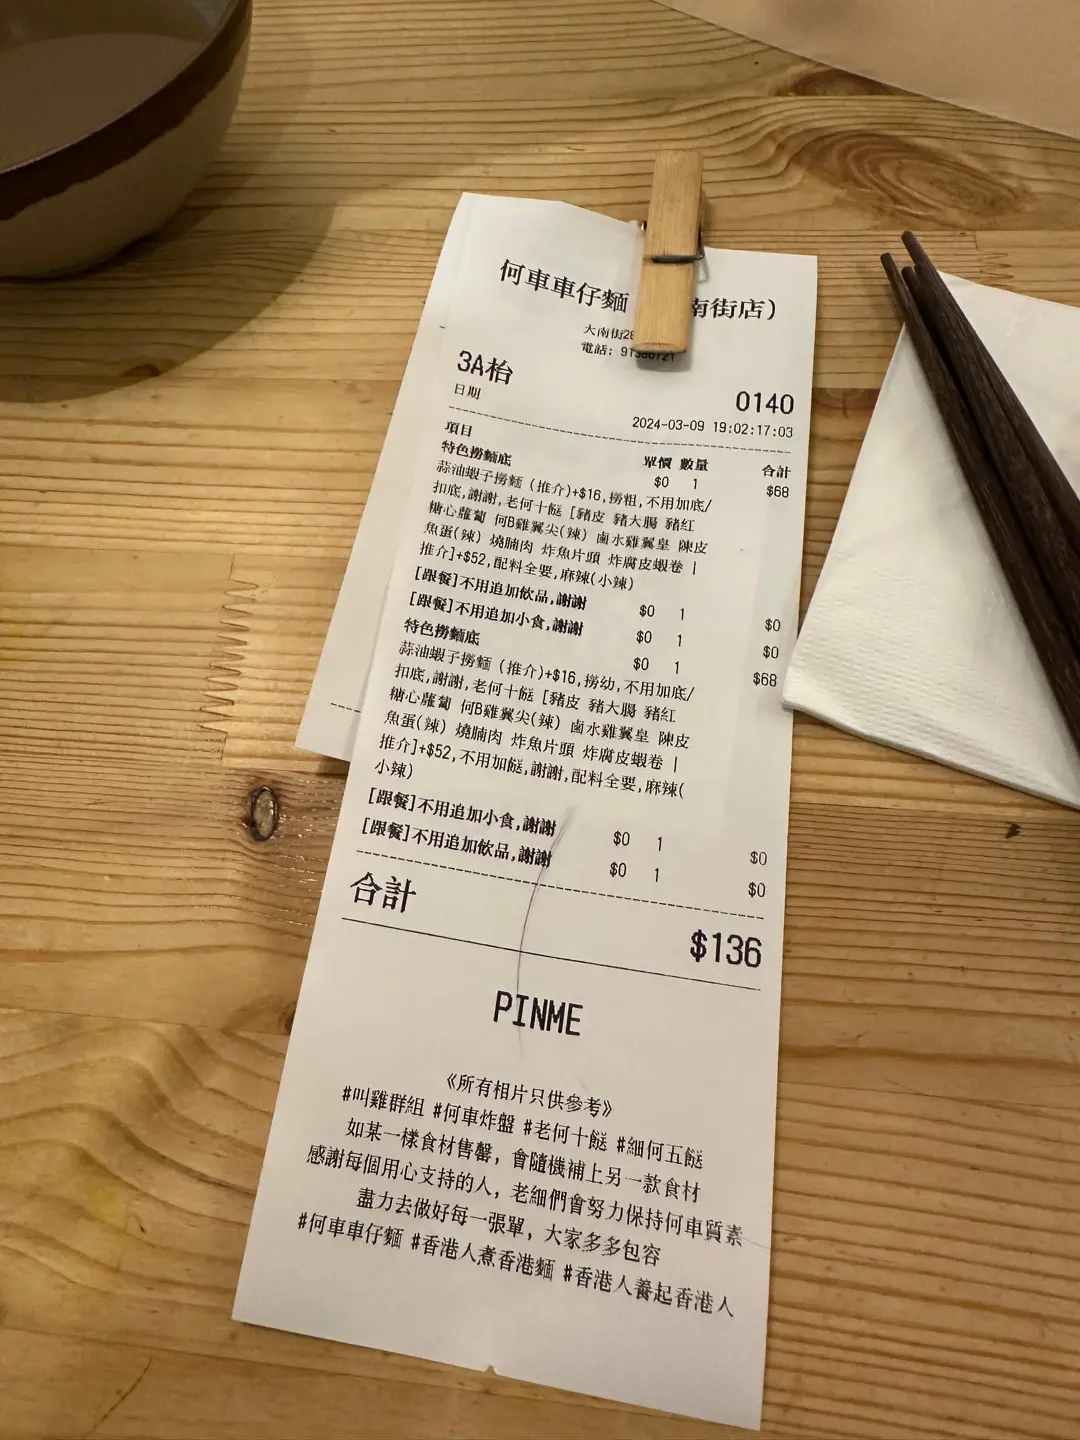 何車車仔麵 南街店)
大南街28
電話: 91
3A枱
0140
日期
2024-03-09 19:02:17:03
項目 單價 數量 合計
特色撈麵底 $0 1 $68
蒜油蝦子撈麵 (推介)+$16,撈粗,不用加底/
扣底,謝謝,老何十餸 [豬皮 豬大腸 豬紅
糖心蘿蔔 何B雞翼尖(辣) 鹵水雞翼皇 陳皮
魚蛋(辣) 燒腩肉 炸魚片頭 炸腐皮蝦卷 |
推介]+$52,配料全要,麻辣(小辣)
[跟餐]不用追加飲品,謝謝 $0 1 $0
[跟餐]不用追加小食,謝謝 $0 1 $0
特色撈麵底 $0 1 $68
蒜油蝦子撈麵 (推介)+$16,撈幼,不用加底/
扣底,謝謝,老何十餸 [豬皮 豬大腸 豬紅
糖心蘿蔔 何B雞翼尖(辣) 鹵水雞翼皇 陳皮
魚蛋(辣) 燒腩肉 炸魚片頭 炸腐皮蝦卷 |
推介]+$52,不用加餸,謝謝,配料全要,麻辣(
小辣)
[跟餐]不用追加小食,謝謝 $0 1 $0
[跟餐]不用追加飲品,謝謝 $0 1 $0
合計
$136
PINME
《所有相片只供參考》
#叫雞群組 #何車炸盤 #老何十餸 #細何五餸
如某一樣食材售罄, 會隨機補上另一款食材
感謝每個用心支持的人, 老細們會努力保持何車質素
盡力去做好每一張單, 大家多多包容
#何車車仔麵 #香港人煮香港麵 #香港人養起香港人